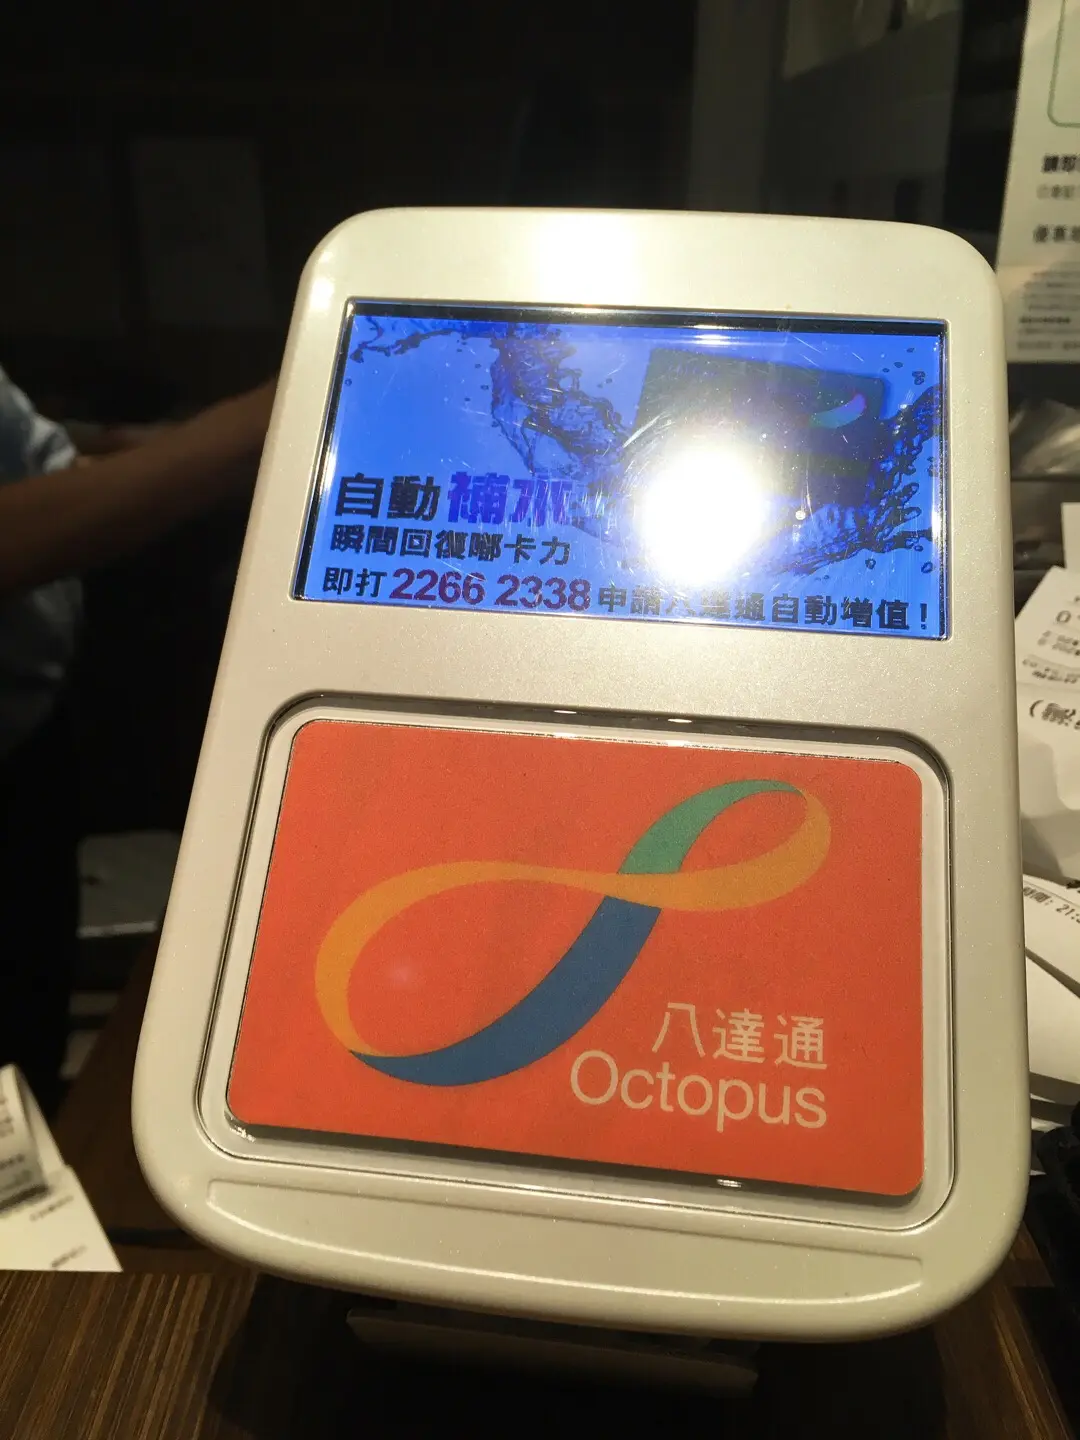 自動補水
瞬間回復嘟卡力
即打 2266 2338 申請八達通自動增值！
八達通
Octopus